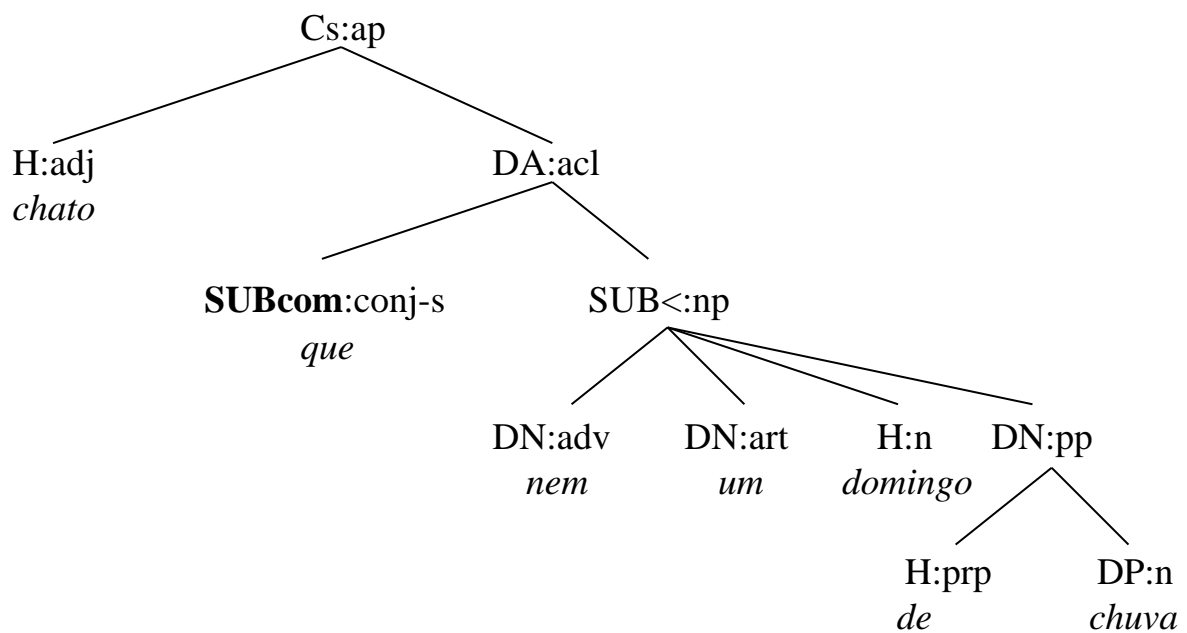 Cs:ap
H:adj DA:acl
chato
SUBcom:conj-s SUB<:np
que
DN:adv DN:art H:n DN:pp
nem um domingo
H:prp DP:n
de chuva